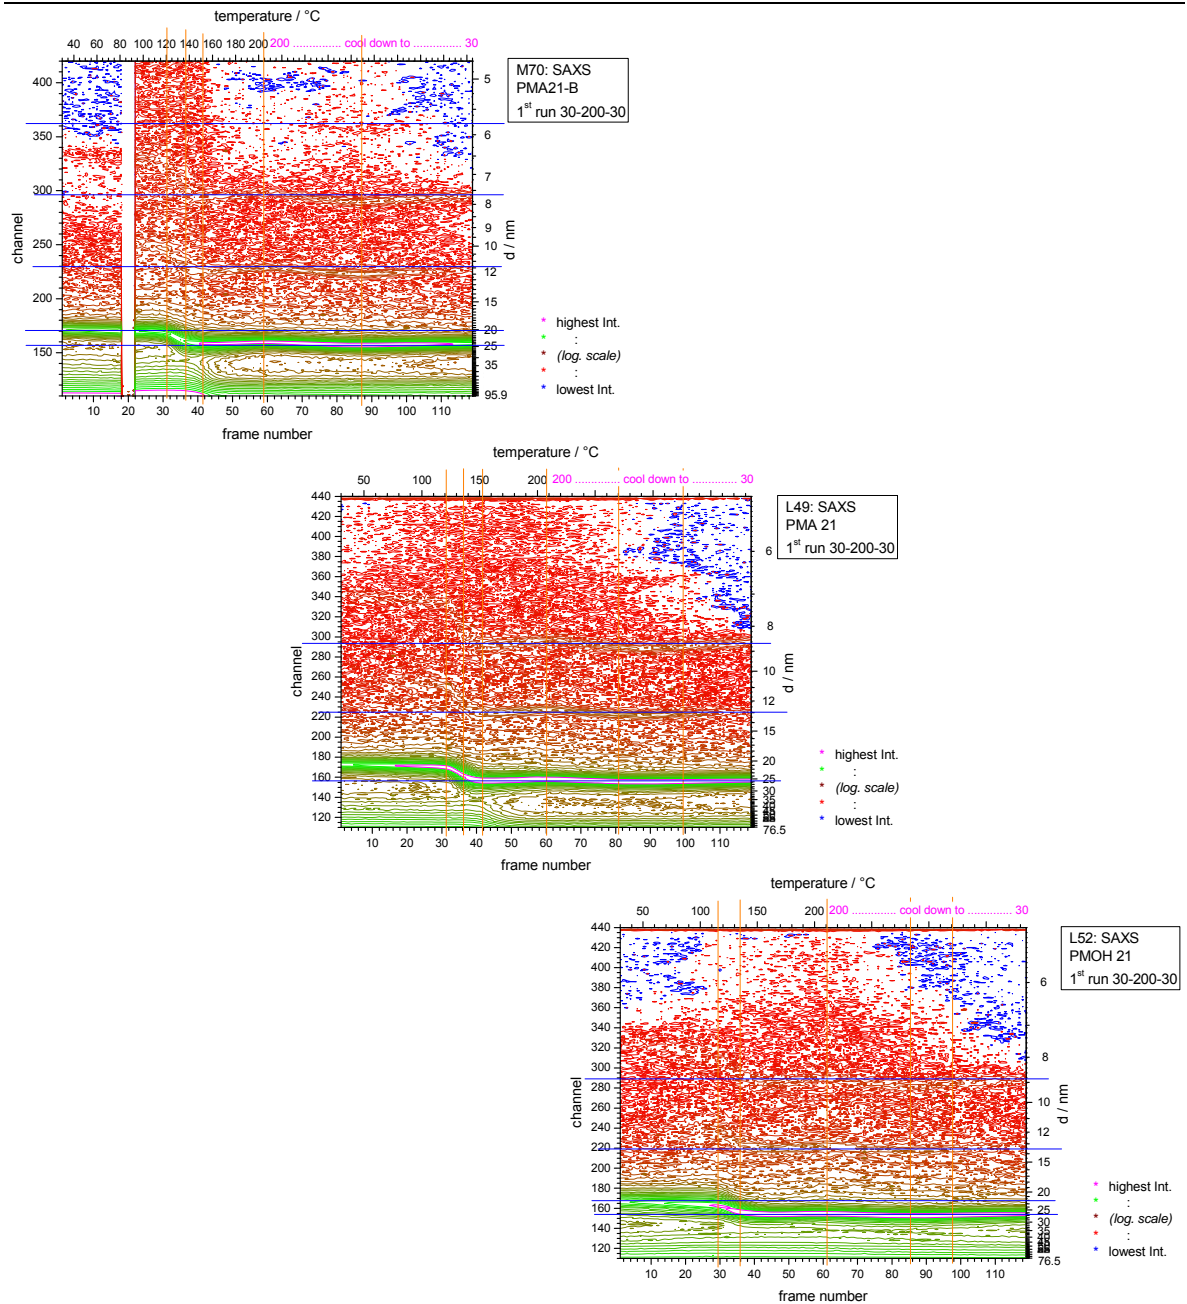 temperature / °C
40 60 80 100 120 140 160 180 200 200 .............. cool down to .............. 30
M70: SAXS
PMA21-B
1st run 30-200-30
400
350
300
250
200
150
channel
5
6
7
8
9
10
12
15
20
25
35
95.9
d / nm
* highest Int.
* :
* (log. scale)
* :
* lowest Int.
10 20 30 40 50 60 70 80 90 100 110
frame number
temperature / °C
50 100 150 200 200 ............. cool down to ............. 30
L49: SAXS
PMA 21
1st run 30-200-30
440
420
400
380
360
340
320
300
280
260
240
220
200
180
160
140
120
channel
6
8
10
12
15
20
25
30
35
40
76.5
d / nm
* highest Int.
* :
* (log. scale)
* :
* lowest Int.
10 20 30 40 50 60 70 80 90 100 110
frame number
temperature / °C
50 100 150 200 200 ............. cool down to ............. 30
L52: SAXS
PMOH 21
1st run 30-200-30
440
420
400
380
360
340
320
300
280
260
240
220
200
180
160
140
120
channel
6
8
10
12
15
20
25
30
35
40
76.5
d / nm
* highest Int.
* :
* (log. scale)
* :
* lowest Int.
10 20 30 40 50 60 70 80 90 100 110
frame number